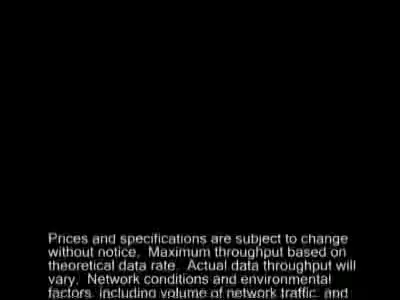 Prices and specifications are subject to change
without notice. Maximum throughput based on
theoretical data rate. Actual data throughput will
vary. Network conditions and environmental
factors, including volume of network traffic, and